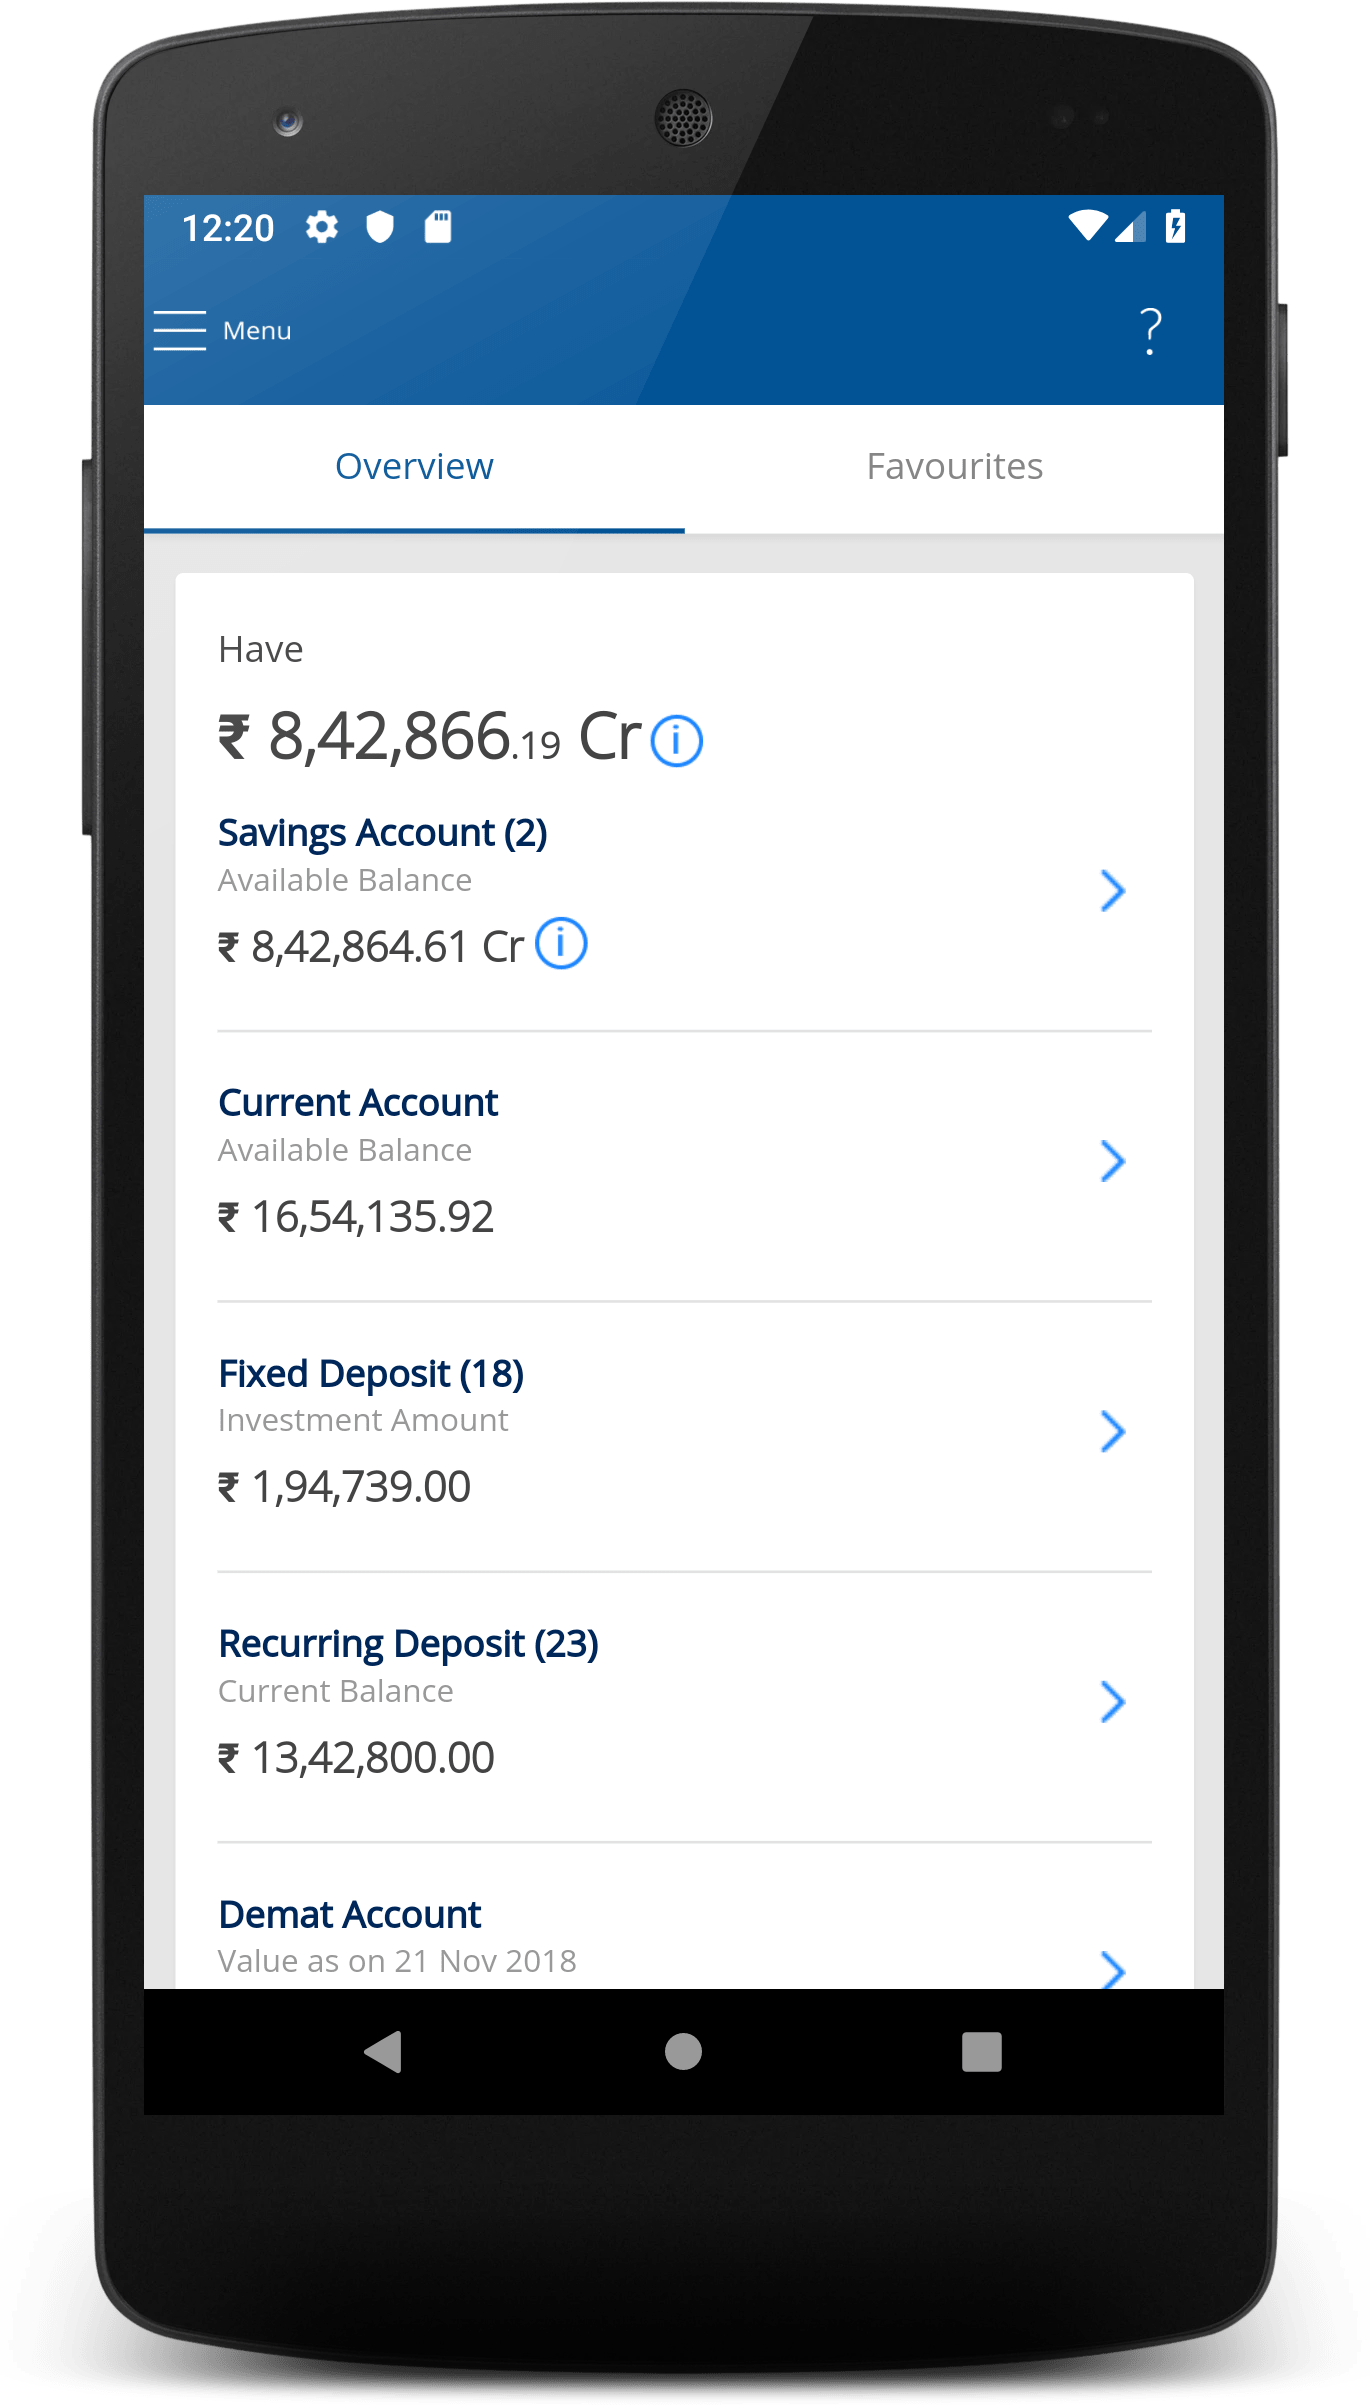 12:20
Menu
?
Overview Favourites
Have
₹ 8,42,866.19 Cr i
Savings Account (2)
Available Balance
₹ 8,42,864.61 Cr i
Current Account
Available Balance
₹ 16,54,135.92
Fixed Deposit (18)
Investment Amount
₹ 1,94,739.00
Recurring Deposit (23)
Current Balance
₹ 13,42,800.00
Demat Account
Value as on 21 Nov 2018